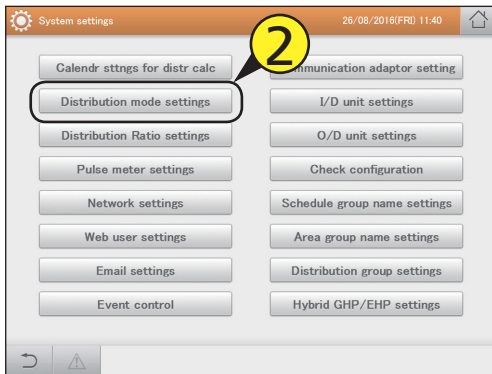 System settings
26/08/2016(FRI) 11:40
2
Calendr sttngs for distr calc
mmunication adaptor setting
Distribution mode settings
I/D unit settings
Distribution Ratio settings
O/D unit settings
Pulse meter settings
Check configuration
Network settings
Schedule group name settings
Web user settings
Area group name settings
Email settings
Distribution group settings
Event control
Hybrid GHP/EHP settings